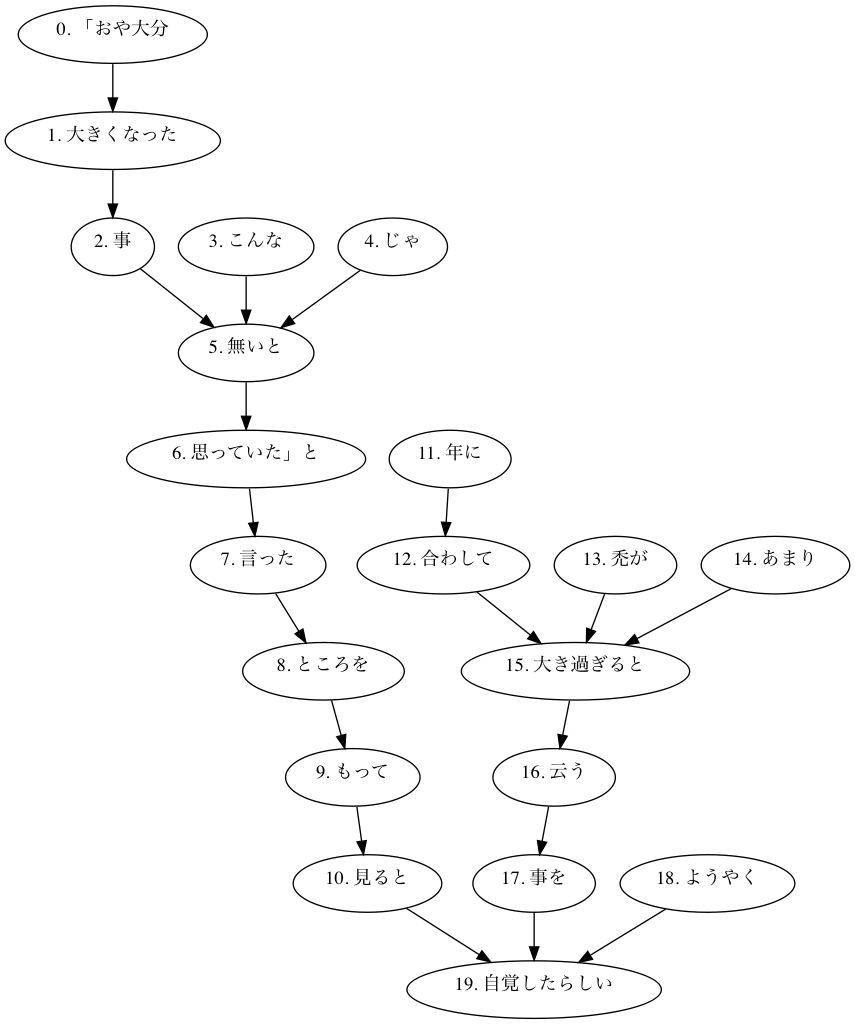 0. 「おや大分
1. 大きくなった
2. 事
3. こんな
4. じゃ
5. 無いと
6. 思っていた」と
11. 年に
7. 言った
12. 合わして
13. 禿が
14. あまり
8. ところを
15. 大き過ぎると
9. もって
16. 云う
10. 見ると
17. 事を
18. ようやく
19. 自覚したらしい